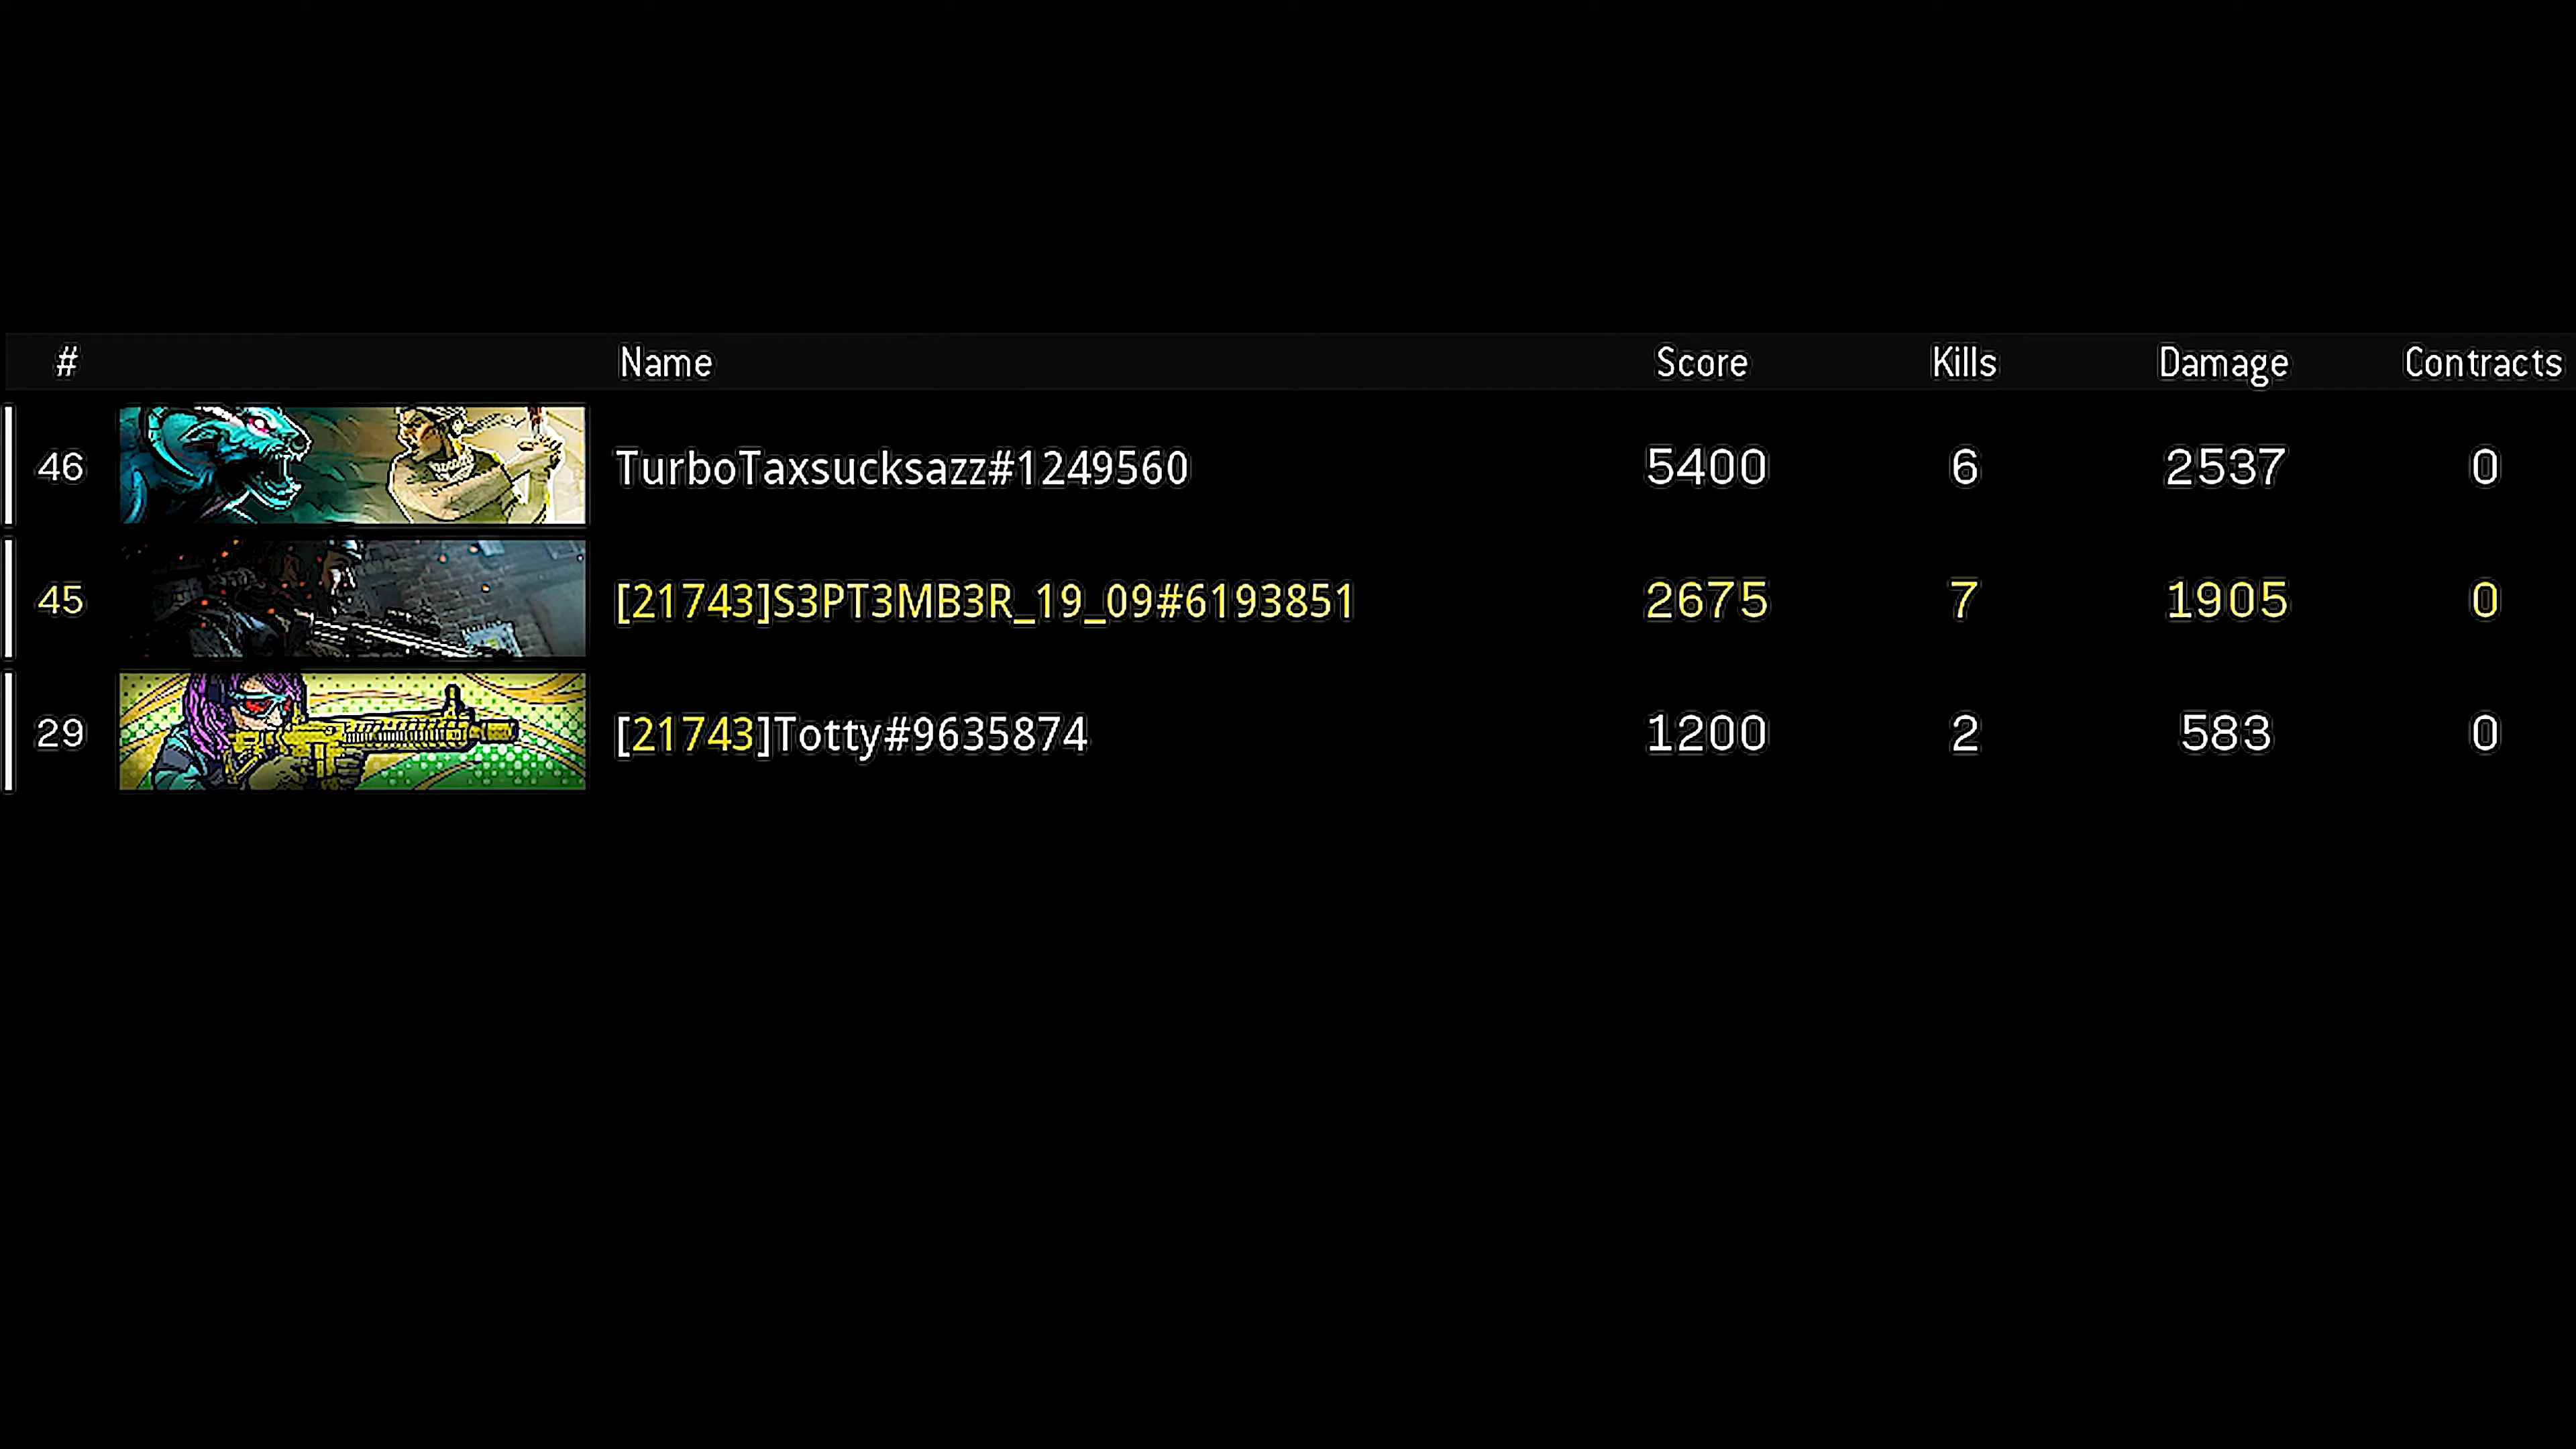 # Name Score Kills Damage Contracts
46 TurboTaxsucksazz#1249560 5400 6 2537 0
45 [21743]S3PT3MB3R_19_09#6193851 2675 7 1905 0
29 [21743]Totty#9635874 1200 2 583 0